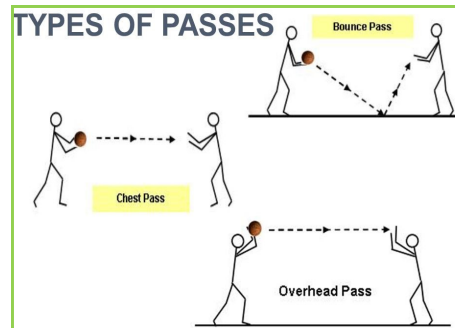 TYPES OF PASSES
Bounce Pass
Chest Pass
Overhead Pass